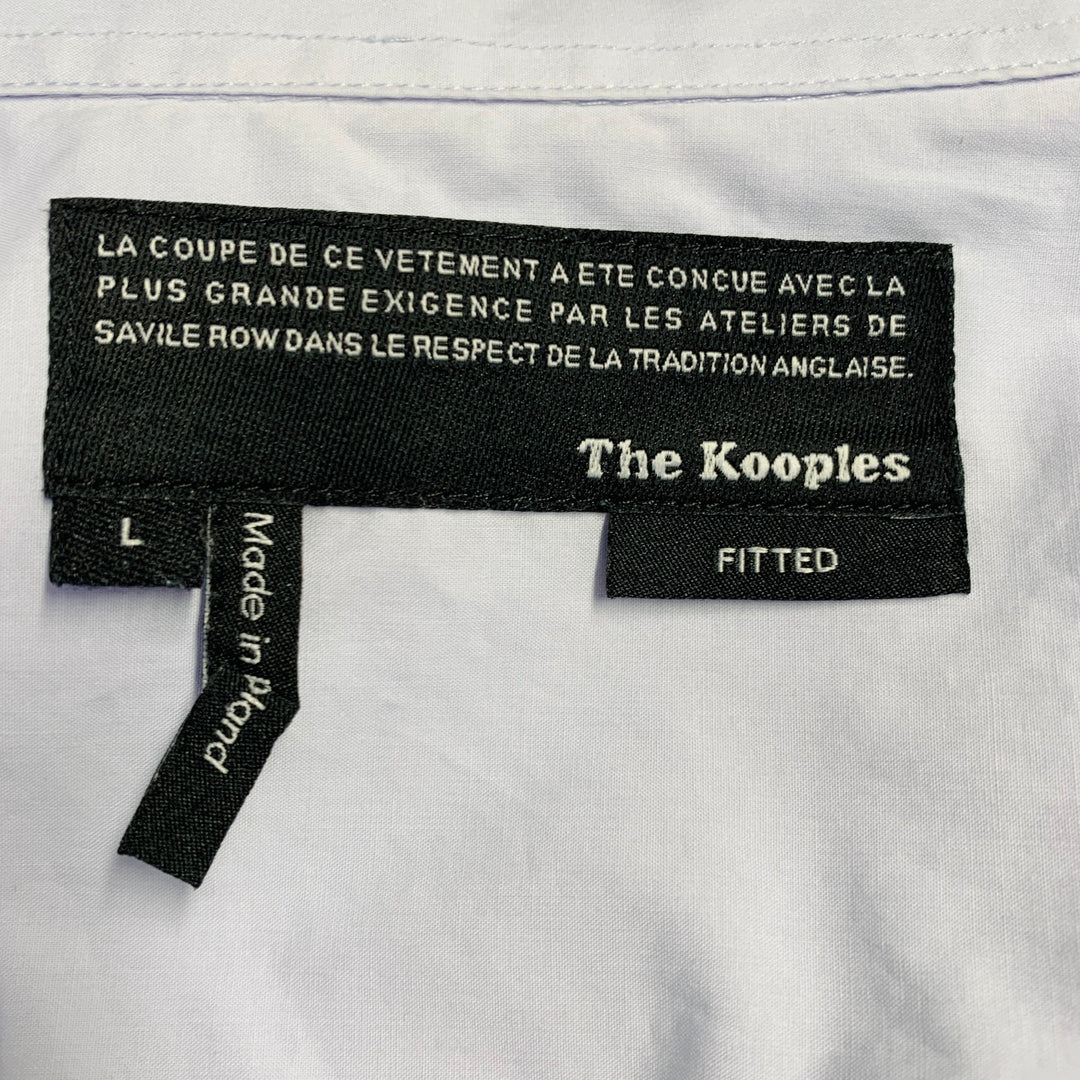 LA COUPE DE CE VETEMENT A ETE CONCUE AVEC LA
PLUS GRANDE EXIGENCE PAR LES ATELIERS DE
SAVILE ROW DANS LE RESPECT DE LA TRADITION ANGLAISE.
The Kooples
L
FITTED
Made in